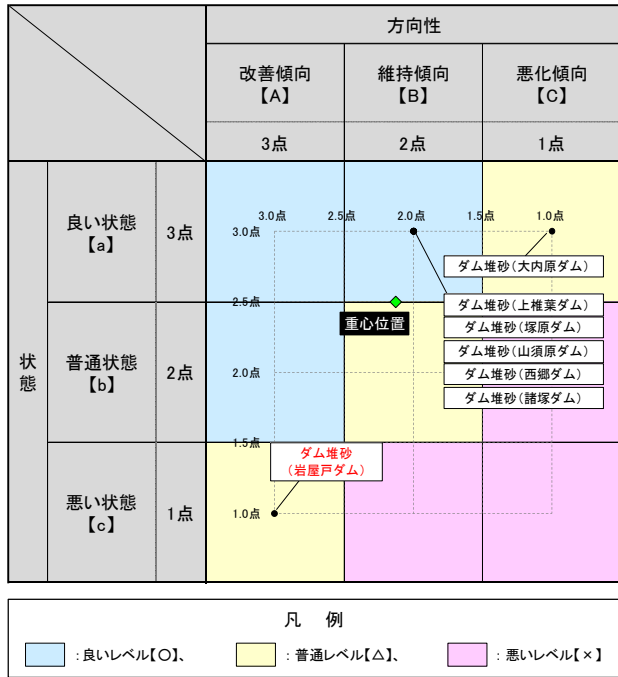 方向性
改善傾向
【A】
維持傾向
【B】
悪化傾向
【C】
3点
2点
1点
状態
良い状態
【a】
3点
普通状態
【b】
2点
悪い状態
【c】
1点
3.0点
2.5点
2.0点
1.5点
1.0点
3.0点
2.5点
2.0点
1.5点
1.0点
ダム堆砂(大内原ダム)
ダム堆砂(上椎葉ダム)
ダム堆砂(塚原ダム)
ダム堆砂(山須原ダム)
ダム堆砂(西郷ダム)
ダム堆砂(諸塚ダム)
重心位置
ダム堆砂
(岩屋戸ダム)
凡 例
:良いレベル【〇】、
:普通レベル【△】、
:悪いレベル【×】